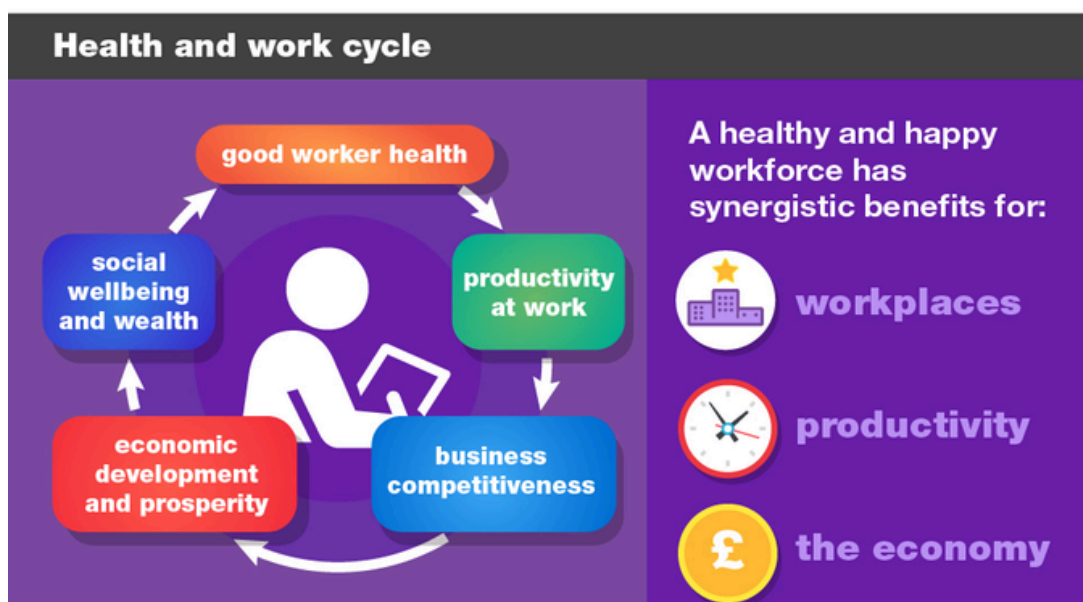 Health and work cycle
good worker health
productivity
at work
business
competitiveness
economic
development
and prosperity
social
wellbeing
and wealth
A healthy and happy
workforce has
synergistic benefits for:
workplaces
productivity
£
the economy